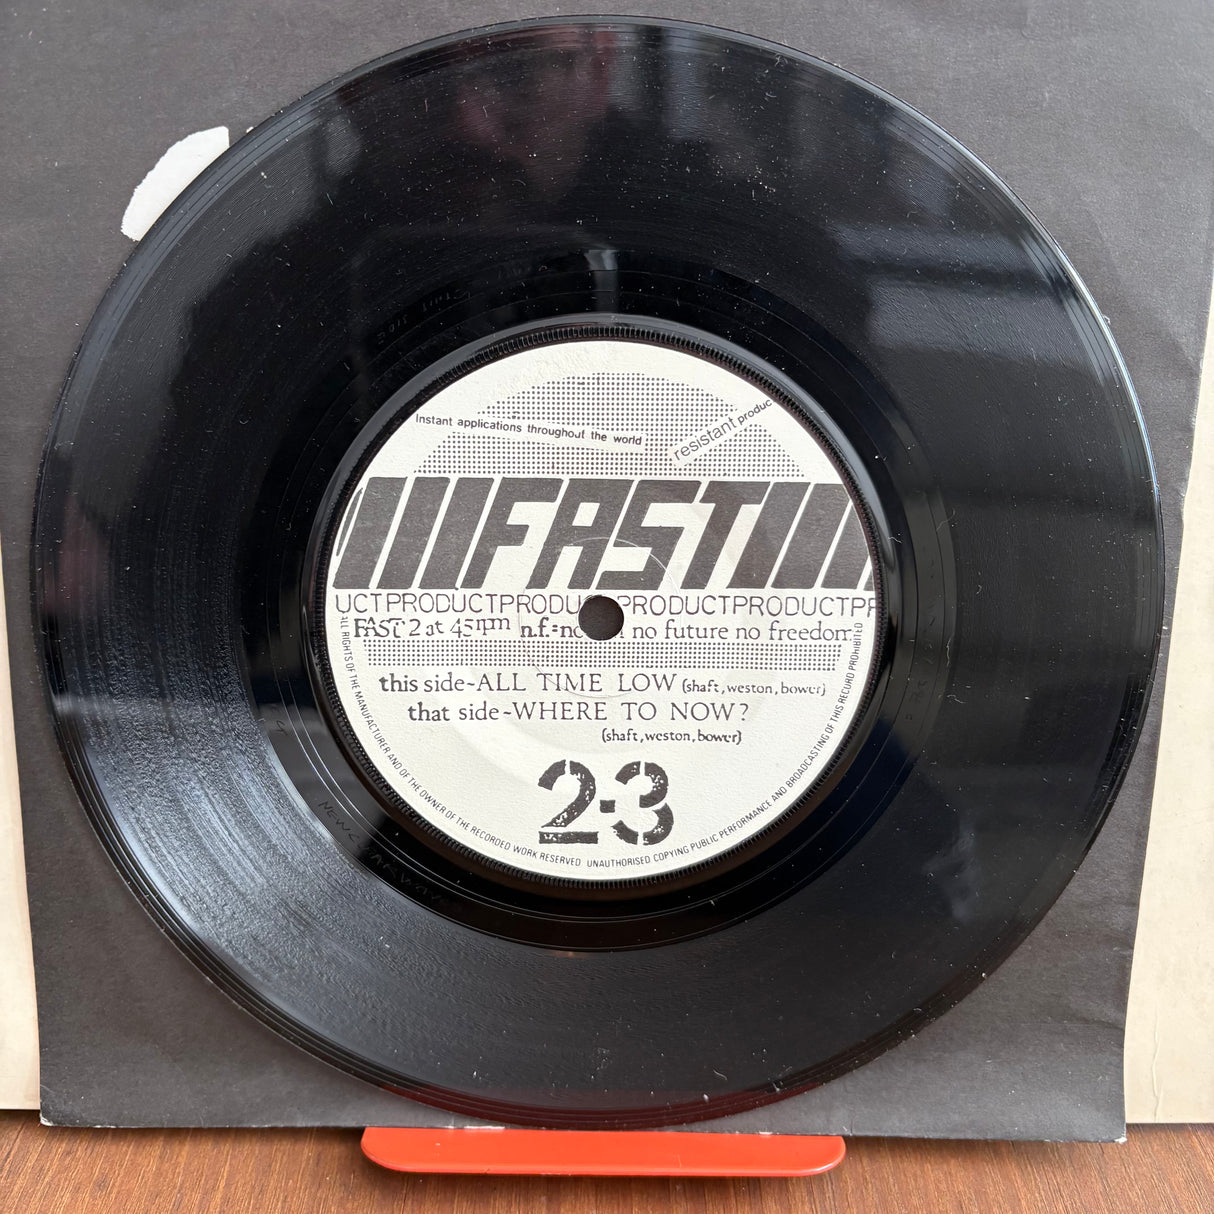 Instant applications throughout the world
resistant produc
FAST
UCTPRODUCTPRODU PRODUCTPRODUCTPR
FAST 2 at 45rpm n.f.=no no future no freedom
this side-ALL TIME LOW (shaft,weston,bower)
that side-WHERE TO NOW?
(shaft,weston,bower)
2·3
ALL RIGHTS OF THE MANUFACTURER AND OF THE OWNER OF THE RECORDED WORK RESERVED UNAUTHORISED COPYING PUBLIC PERFORMANCE AND BROADCASTING OF THIS RECORD PROHIBITED